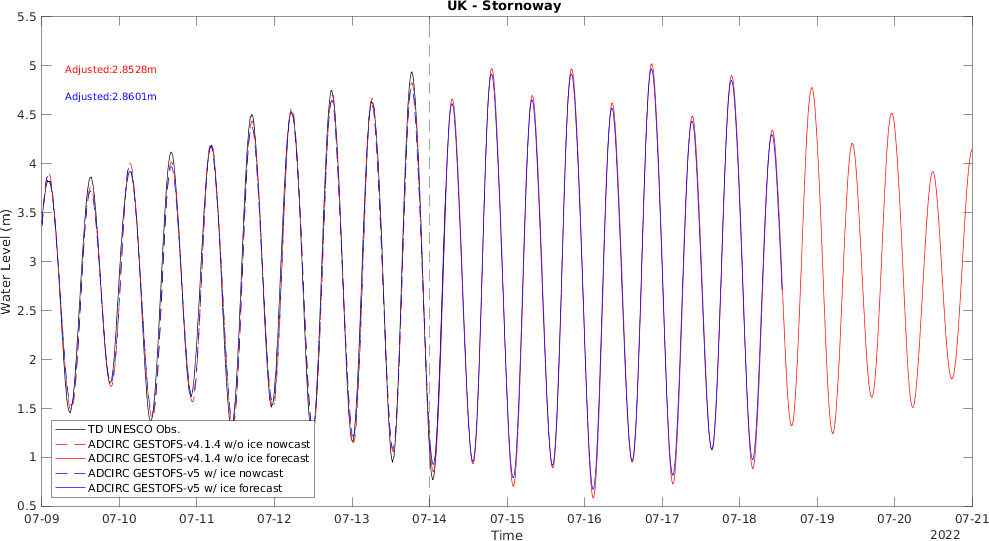 UK - Stornoway
Adjusted:2.8528m
Adjusted:2.8601m
Water Level (m)
5.5
5
4.5
4
3.5
3
2.5
2
1.5
1
0.5
TD UNESCO Obs.
ADCIRC GESTOFS-v4.1.4 w/o ice nowcast
ADCIRC GESTOFS-v4.1.4 w/o ice forecast
ADCIRC GESTOFS-v5 w/ ice nowcast
ADCIRC GESTOFS-v5 w/ ice forecast
07-09 07-10 07-11 07-12 07-13 07-14 07-15 07-16 07-17 07-18 07-19 07-20 07-21
Time
2022